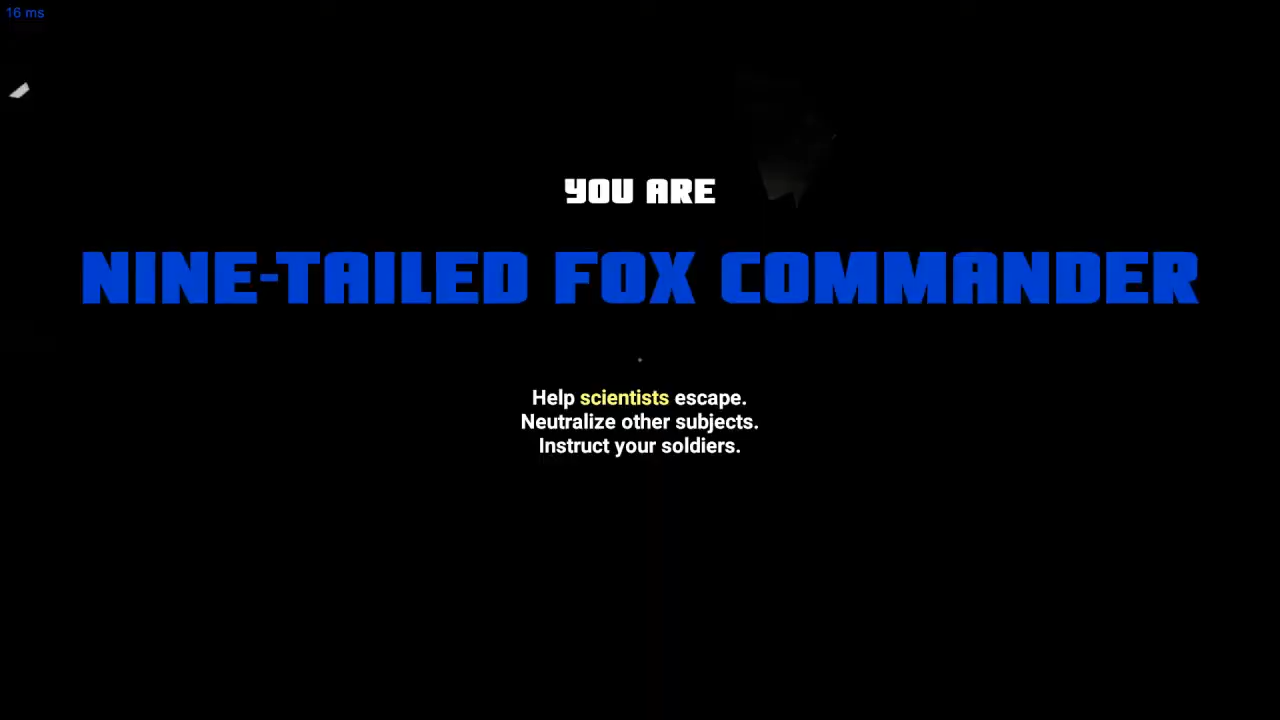 16 ms
YOU ARE
NINE-TAILED FOX COMMANDER
Help scientists escape.
Neutralize other subjects.
Instruct your soldiers.